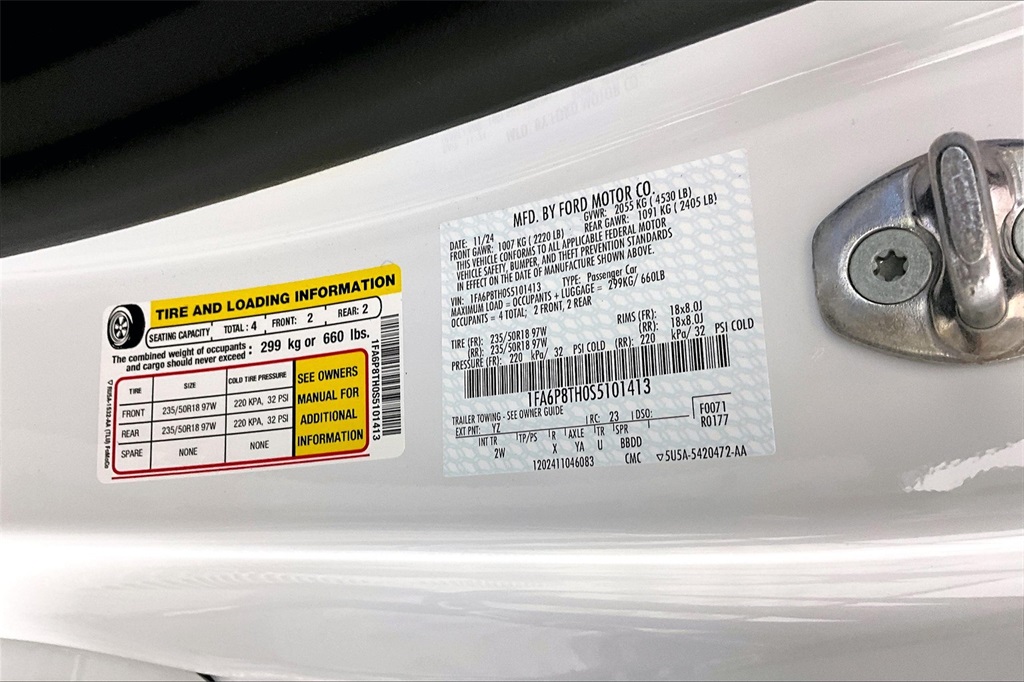 TIRE AND LOADING INFORMATION
SEATING CAPACITY TOTAL: 4 FRONT: 2 REAR: 2
The combined weight of occupants and cargo should never exceed : 299 kg or 660 lbs.
TIRE SIZE COLD TIRE PRESSURE
FRONT 235/50R18 97W 220 KPA, 32 PSI
REAR 235/50R18 97W 220 KPA, 32 PSI
SPARE NONE NONE
SEE OWNERS
MANUAL FOR
ADDITIONAL
INFORMATION
1FA6P8TH0S5101413
MFD. BY FORD MOTOR CO.
DATE: 11/24 GVWR: 2055 KG ( 4530 LB)
FRONT GAWR: 1007 KG ( 2220 LB) REAR GAWR: 1091 KG ( 2405 LB)
THIS VEHICLE CONFORMS TO ALL APPLICABLE FEDERAL MOTOR
VEHICLE SAFETY, BUMPER, AND THEFT PREVENTION STANDARDS
IN EFFECT ON THE DATE OF MANUFACTURE SHOWN ABOVE.
VIN: 1FA6P8TH0S5101413 TYPE: Passenger Car
MAXIMUM LOAD = OCCUPANTS + LUGGAGE = 299KG/ 660LB
OCCUPANTS = 4 TOTAL; 2 FRONT, 2 REAR
TIRE (FR): 235/50R18 97W RIMS (FR): 18x8.0J
(RR): 235/50R18 97W (RR): 18x8.0J
PRESSURE (FR): 220 kPa/ 32 PSI COLD (RR): 220 kPa/ 32 PSI COLD
1FA6P8TH0S5101413
TRAILER TOWING - SEE OWNER GUIDE
EXT PNT: YZ RC: 23 DSO: F0071
R0177
INT TR TP/PS R AXLE TR SPR
2W X YA U BBDD
1202411046083 CMC ▽5U5A-5420472-AA